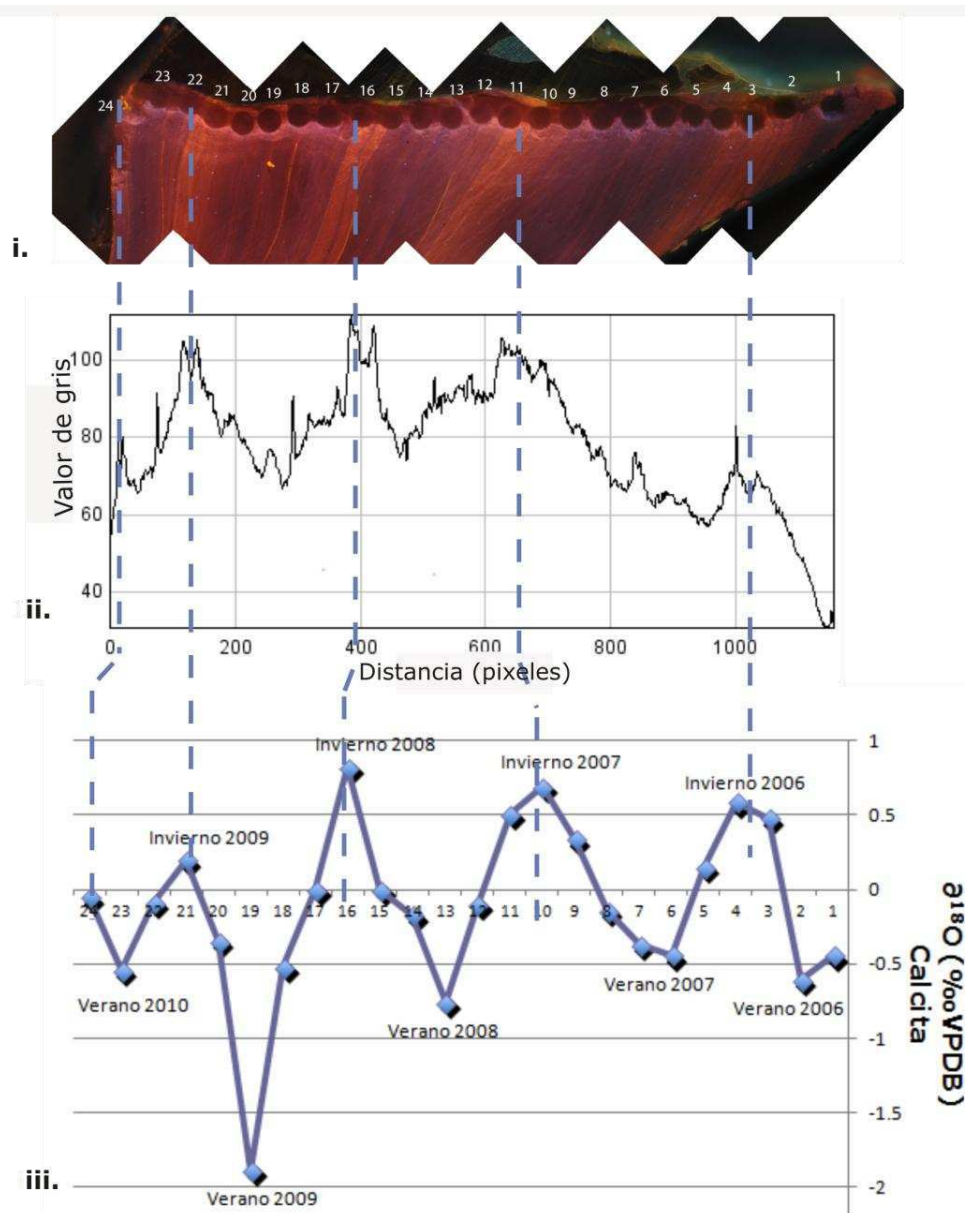 24 23 22 21 20 19 18 17 16 15 14 13 12 11 10 9 8 7 6 5 4 3 2 1
i.
Valor de gris
100
80
60
40
ii.
0 200 400 600 800 1000
Distancia (pixeles)
Invierno 2008
Invierno 2007
Invierno 2006
Invierno 2009
1
0.5
0
-0.5
-1
-1.5
-2
24 23 22 21 20 19 18 17 16 15 14 13 12 11 10 9 8 7 6 5 4 3 2 1
Verano 2010
Verano 2008
Verano 2007
Verano 2006
Verano 2009
∂¹⁸O (‰VPDB)
Calcita
iii.